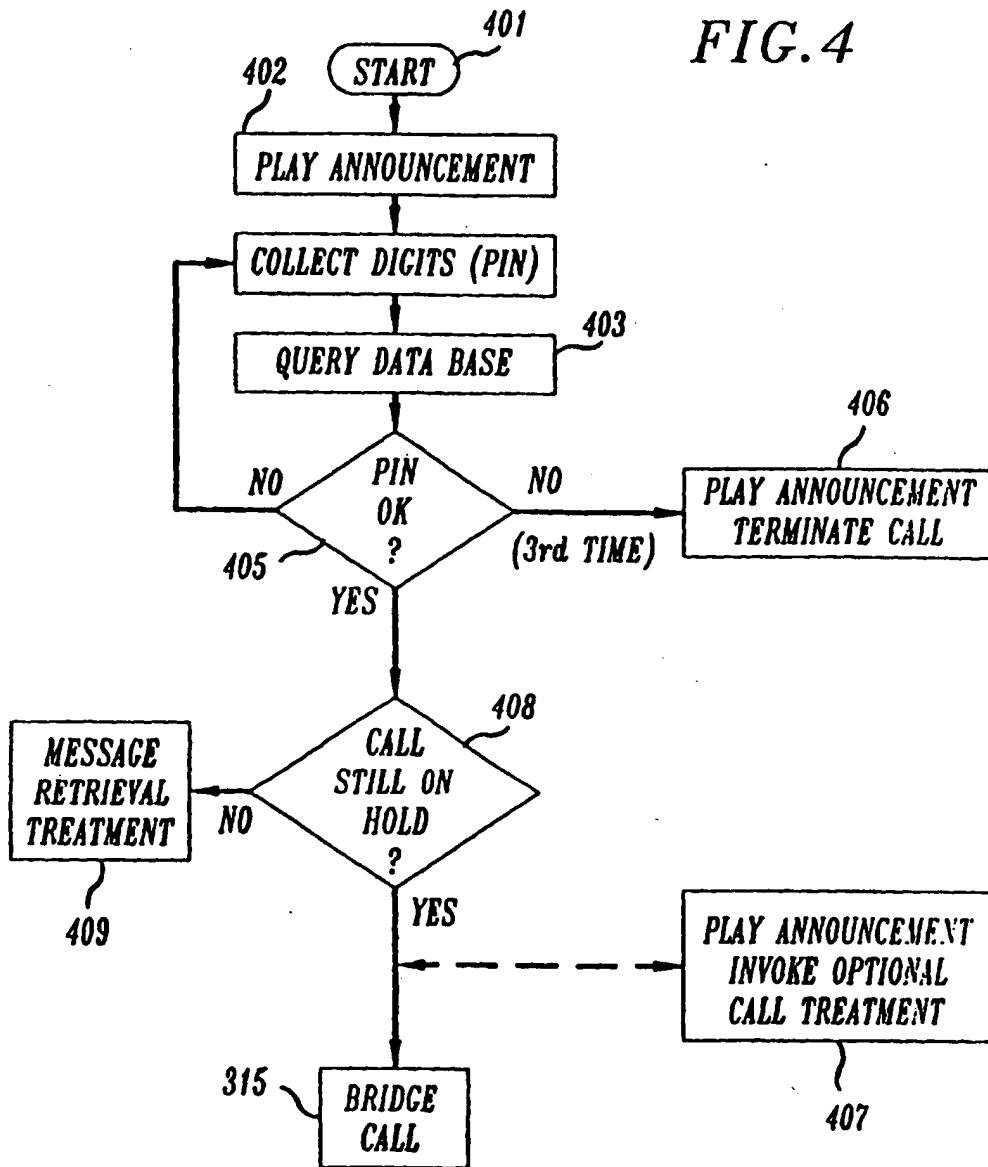 FIG.4
401
START
402
PLAY ANNOUNCEMENT
COLLECT DIGITS (PIN)
403
QUERY DATA BASE
406
NO
PIN
OK
?
NO
(3rd TIME)
PLAY ANNOUNCEMENT
TERMINATE CALL
405
YES
408
MESSAGE
RETRIEVAL
TREATMENT
NO
CALL
STILL ON
HOLD
?
409
YES
PLAY ANNOUNCEMENT
INVOKE OPTIONAL
CALL TREATMENT
407
315
BRIDGE
CALL